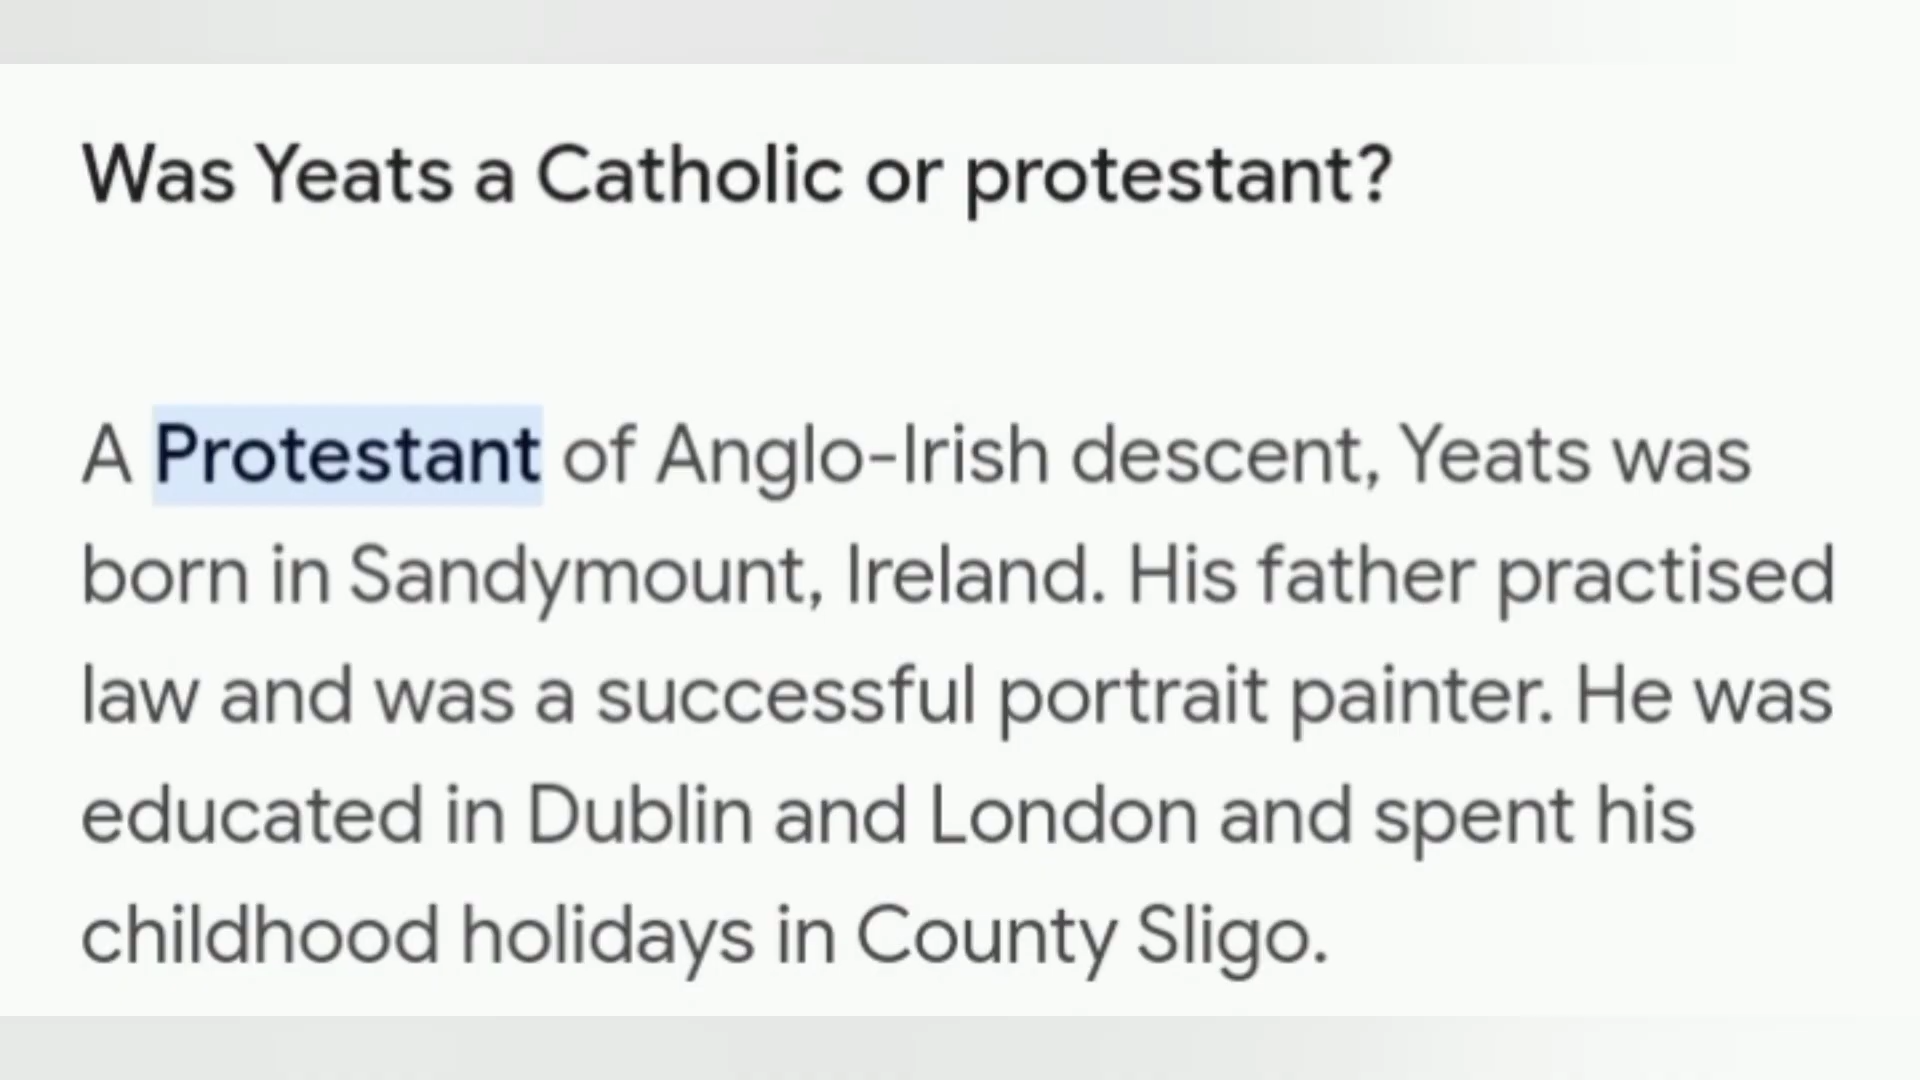 Was Yeats a Catholic or protestant?
A Protestant of Anglo-Irish descent, Yeats was
born in Sandymount, Ireland. His father practised
law and was a successful portrait painter. He was
educated in Dublin and London and spent his
childhood holidays in County Sligo.